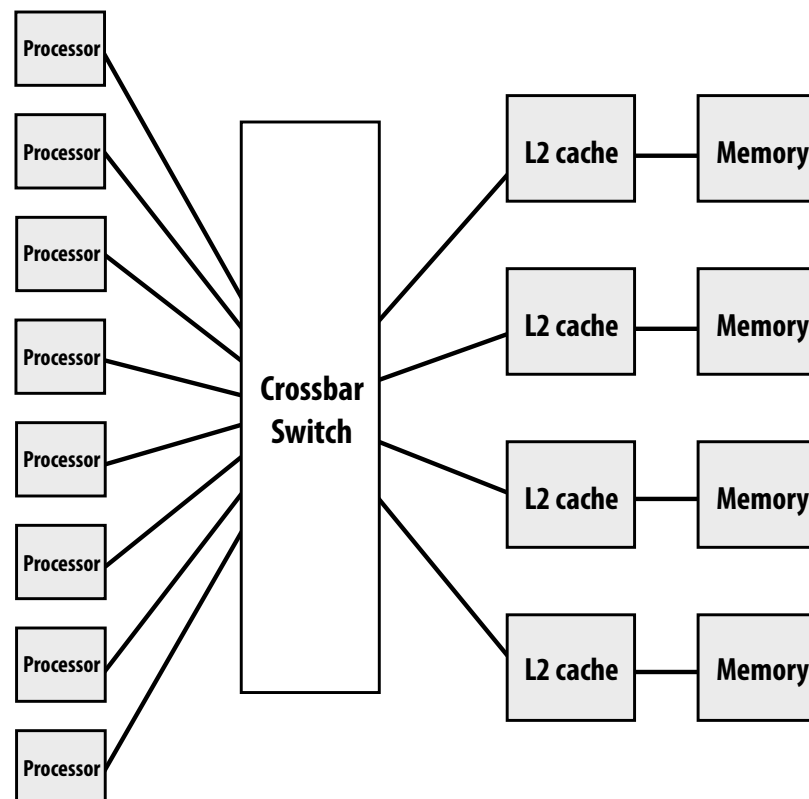 Processor
Processor
Processor
Processor
Processor
Processor
Processor
Processor
Crossbar
Switch
L2 cache
Memory
L2 cache
Memory
L2 cache
Memory
L2 cache
Memory